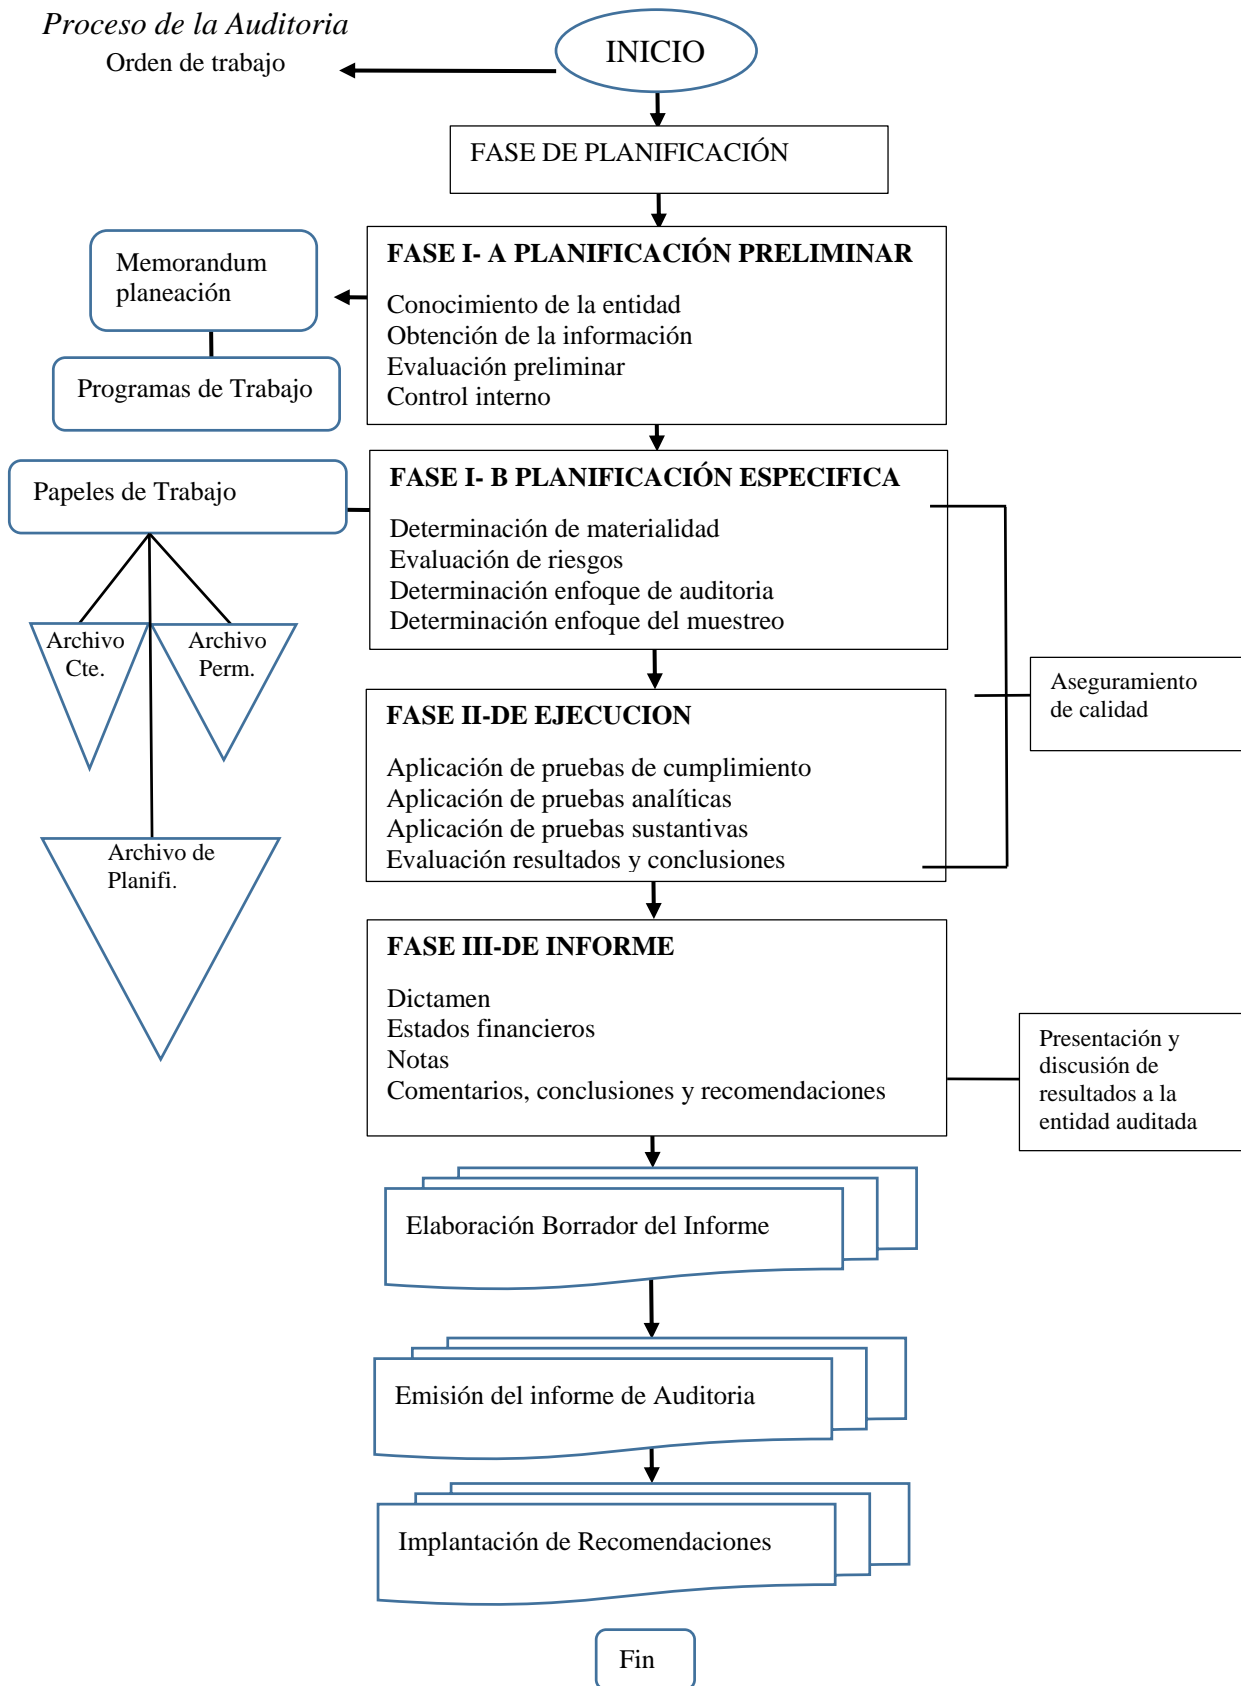 Proceso de la Auditoria
Orden de trabajo
INICIO
FASE DE PLANIFICACIÓN
FASE I- A PLANIFICACIÓN PRELIMINAR
Conocimiento de la entidad
Obtención de la información
Evaluación preliminar
Control interno
Memorandum
planeación
Programas de Trabajo
FASE I- B PLANIFICACIÓN ESPECIFICA
Determinación de materialidad
Evaluación de riesgos
Determinación enfoque de auditoria
Determinación enfoque del muestreo
Papeles de Trabajo
Archivo
Cte.
Archivo
Perm.
Archivo de
Planifi.
Aseguramiento
de calidad
FASE II-DE EJECUCION
Aplicación de pruebas de cumplimiento
Aplicación de pruebas analíticas
Aplicación de pruebas sustantivas
Evaluación resultados y conclusiones
FASE III-DE INFORME
Dictamen
Estados financieros
Notas
Comentarios, conclusiones y recomendaciones
Presentación y
discusión de
resultados a la
entidad auditada
Elaboración Borrador del Informe
Emisión del informe de Auditoria
Implantación de Recomendaciones
Fin